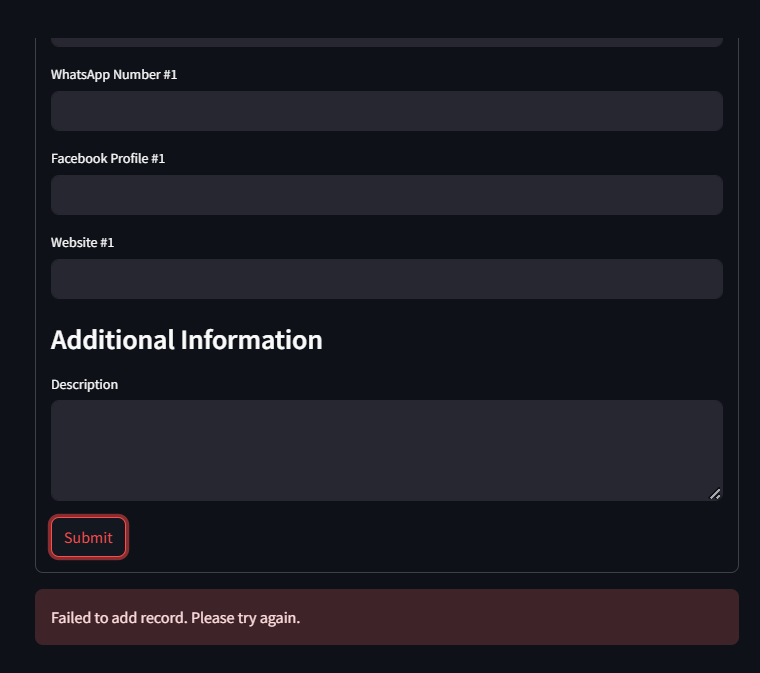 WhatsApp Number #1
Facebook Profile #1
Website #1
Additional Information
Description
Submit
Failed to add record. Please try again.